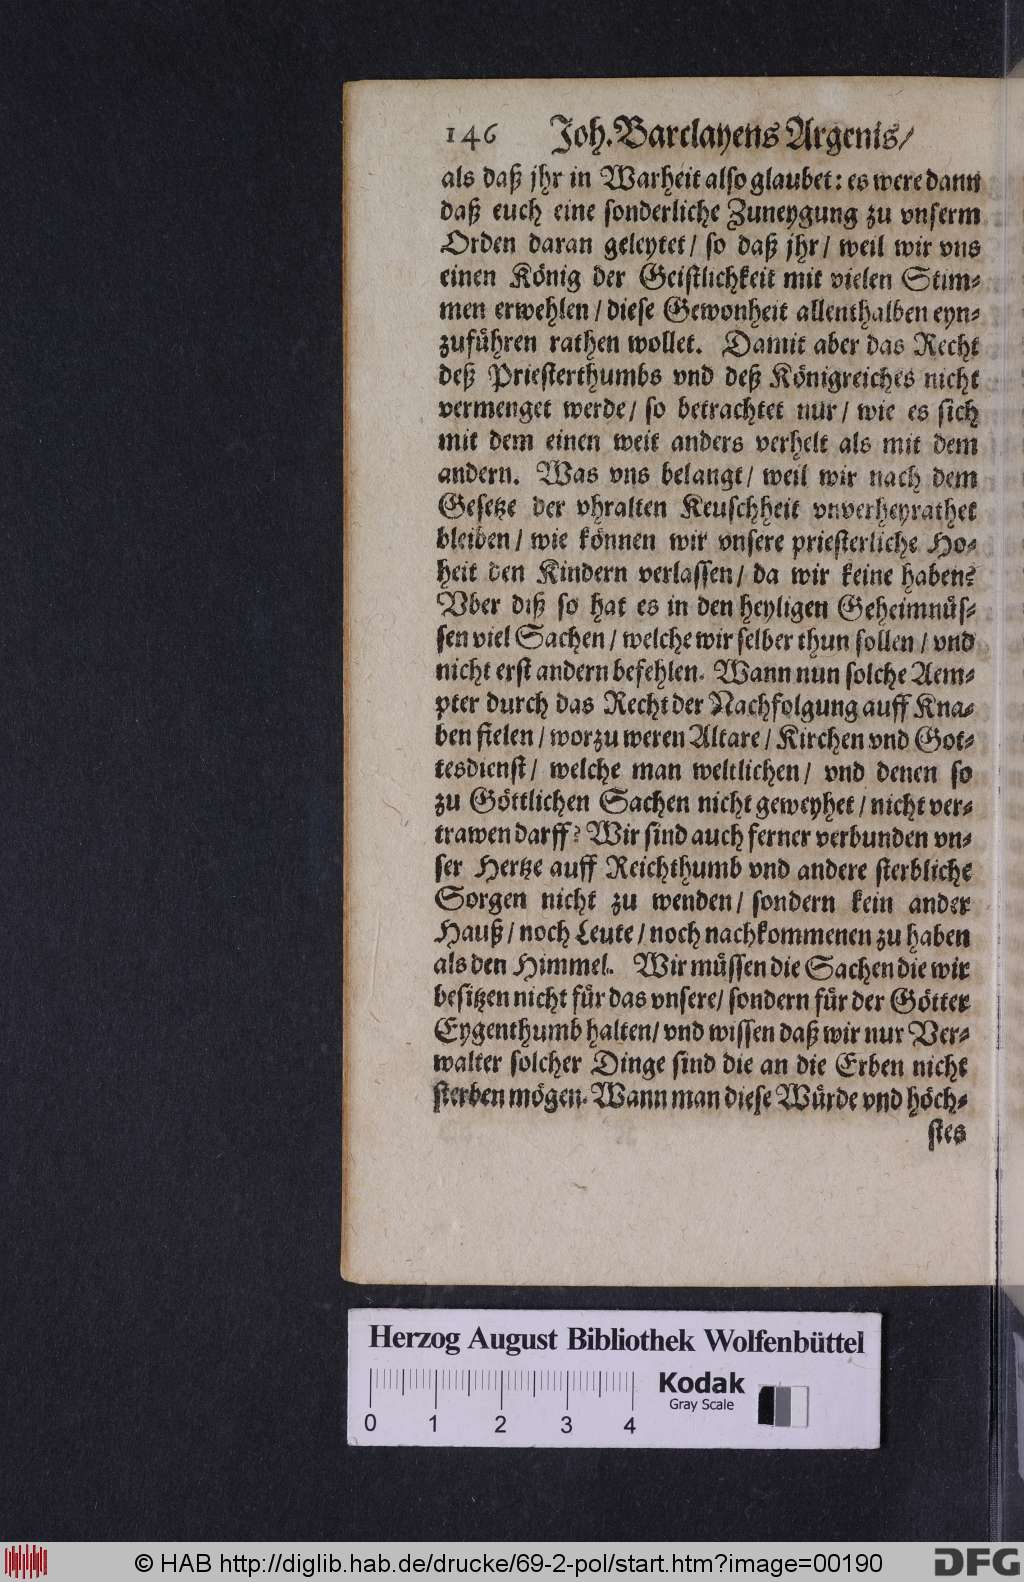 146 Joh. Barclayens Argenis/
als daß jhr in Warheit also glaubet: es were dann
daß euch eine sonderliche Zuneygung zu vnserm
Orden daran geleytet/ so daß jhr/ weil wir vns
einen König der Geistlichkeit mit vielen Stim-
men erwehlen/ diese Gewonheit allenthalben eyn-
zuführen rathen wollet. Damit aber das Recht
deß Priesterthumbs vnd deß Königreiches nicht
vermenget werde/ so betrachtet nur/ wie es sich
mit dem einen weit anders verhelt als mit dem
andern. Was vns belangt/ weil wir nach dem
Gesetze der vhralten Keuschheit vnverheyrathet
bleiben/ wie können wir vnsere priesterliche Ho-
heit den Kindern verlassen/ da wir keine haben?
Vber diß so hat es in den heyligen Geheimnüs-
sen viel Sachen/ welche wir selber thun sollen/ vnd
nicht erst andern befehlen. Wann nun solche Aem-
pter durch das Recht der Nachfolgung auff Kna-
ben fielen/ worzu weren Altare/ Kirchen vnd Got-
tesdienst/ welche man weltlichen/ vnd denen so
zu Göttlichen Sachen nicht geweyhet/ nicht ver-
trawen darff? Wir sind auch ferner verbunden vn-
ser Hertze auff Reichthumb vnd andere sterbliche
Sorgen nicht zu wenden/ sondern kein ander
Hauß/ noch Leute/ noch nachkommenen zu haben
als den Himmel. Wir müssen die Sachen die wir
besitzen nicht für das vnsere/ sondern für der Götter
Eygenthumb halten/ vnd wissen daß wir nur Ver-
walter solcher Dinge sind die an die Erben nicht
sterben mögen. Wann man diese Würde vnd höch-
stes
Herzog August Bibliothek Wolfenbüttel
Kodak
Gray Scale
0 1 2 3 4
© HAB http://diglib.hab.de/drucke/69-2-pol/start.htm?image=00190
DFG